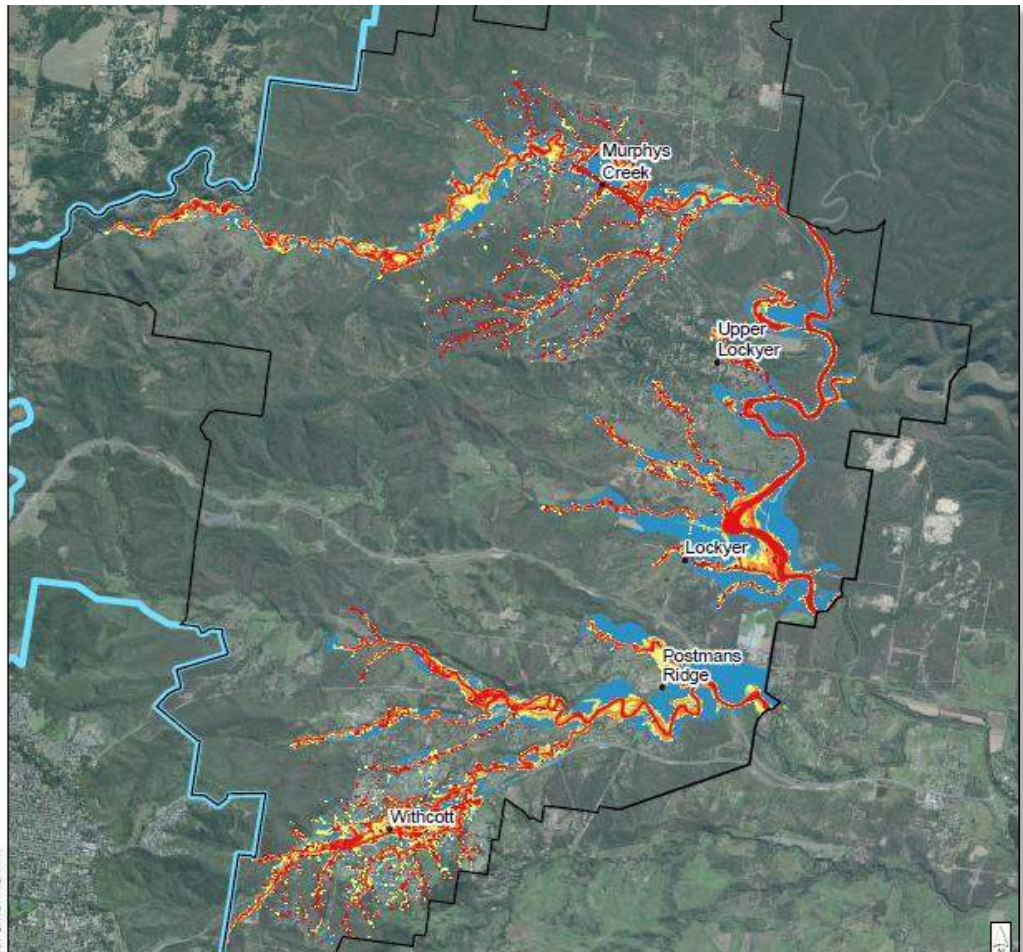 Murphys
Creek
Upper
Lockyer
Lockyer
Postmans
Ridge
Withcott